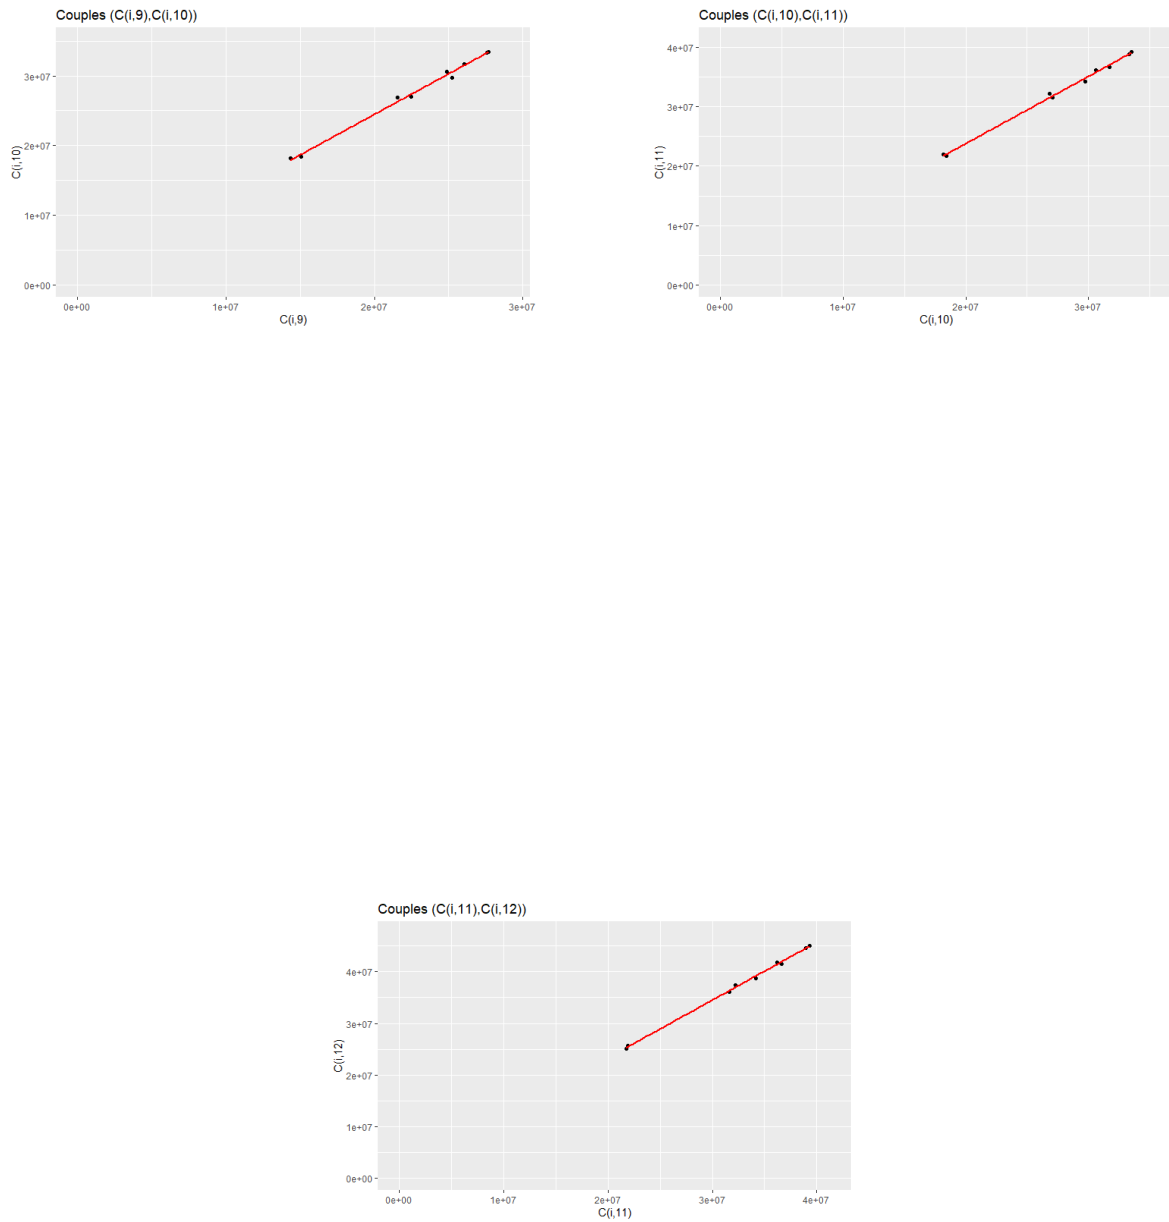 Couples (C(i,9),C(i,10))
3e+07
2e+07
1e+07
0e+00
C(i,10)
0e+00 1e+07 2e+07 3e+07
C(i,9)
Couples (C(i,10),C(i,11))
4e+07
3e+07
2e+07
1e+07
0e+00
C(i,11)
0e+00 1e+07 2e+07 3e+07
C(i,10)
Couples (C(i,11),C(i,12))
4e+07
3e+07
2e+07
1e+07
0e+00
C(i,12)
0e+00 1e+07 2e+07 3e+07 4e+07
C(i,11)